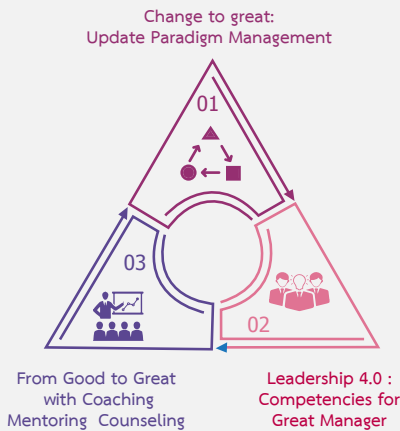 Change to great:
Update Paradigm Management
01
03
02
From Good to Great
with Coaching
Mentoring Counseling
Leadership 4.0 :
Competencies for
Great Manager